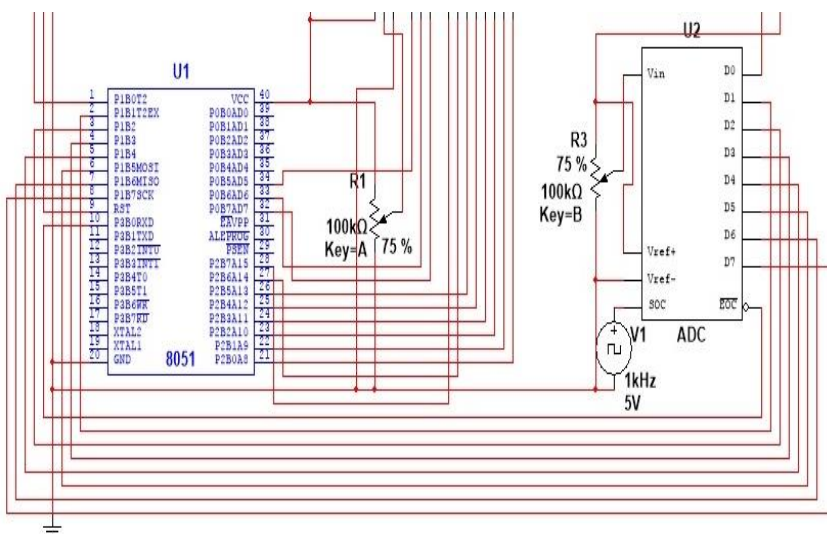 U1
1 P1B0T2
2 P1B1T2EX
3 P1B2
4 P1B3
5 P1B4
6 P1B5MOSI
7 P1B6MISO
8 P1B7SCK
9 RST
10 P3B0RXD
11 P3B1TXD
12 P3B2INT0
13 P3B3INT1
14 P3B4T0
15 P3B5T1
16 P3B6WR
17 P3B7RD
18 XTAL2
19 XTAL1
20 GND
VCC 40
P0B0AD0 39
P0B1AD1 38
P0B2AD2 37
P0B3AD3 36
P0B4AD4 35
P0B5AD5 34
P0B6AD6 33
P0B7AD7 32
EAVPP 31
ALEPROG 30
PSEN 29
P2B7A15 28
P2B6A14 27
P2B5A13 26
P2B4A12 25
P2B3A11 24
P2B2A10 23
P2B1A9 22
P2B0A8 21
8051
R1
100kΩ
Key=A
75 %
R3
75 %
100kΩ
Key=B
U2
Vin
Vref+
Vref-
SOC
D0
D1
D2
D3
D4
D5
D6
D7
EOC
ADC
V1
1kHz
5V